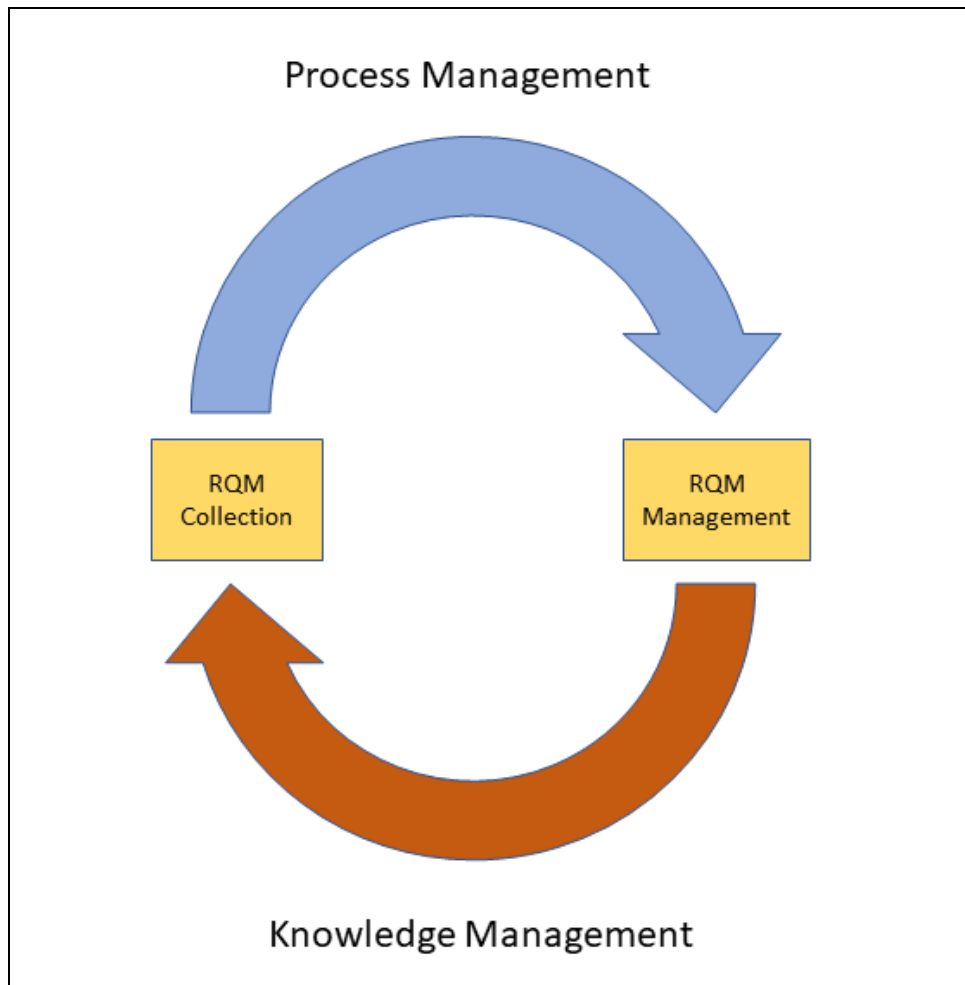 Process Management
RQM
Collection
RQM
Management
Knowledge Management